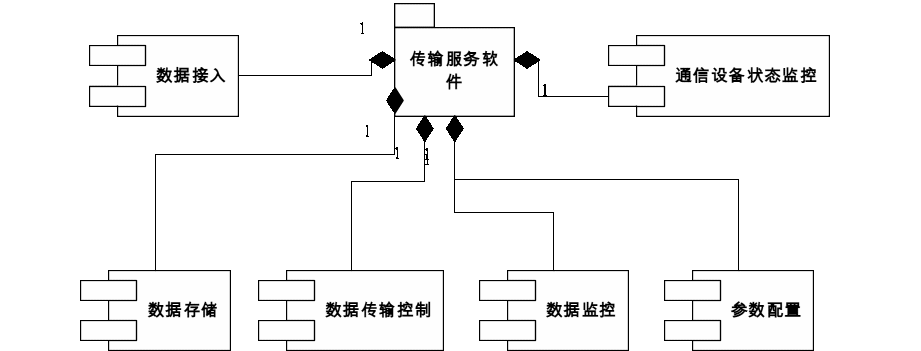 1
数据接入
传输服务软
件
通信设备状态监控
1
1
1
1
数据存储
数据传输控制
数据监控
参数配置